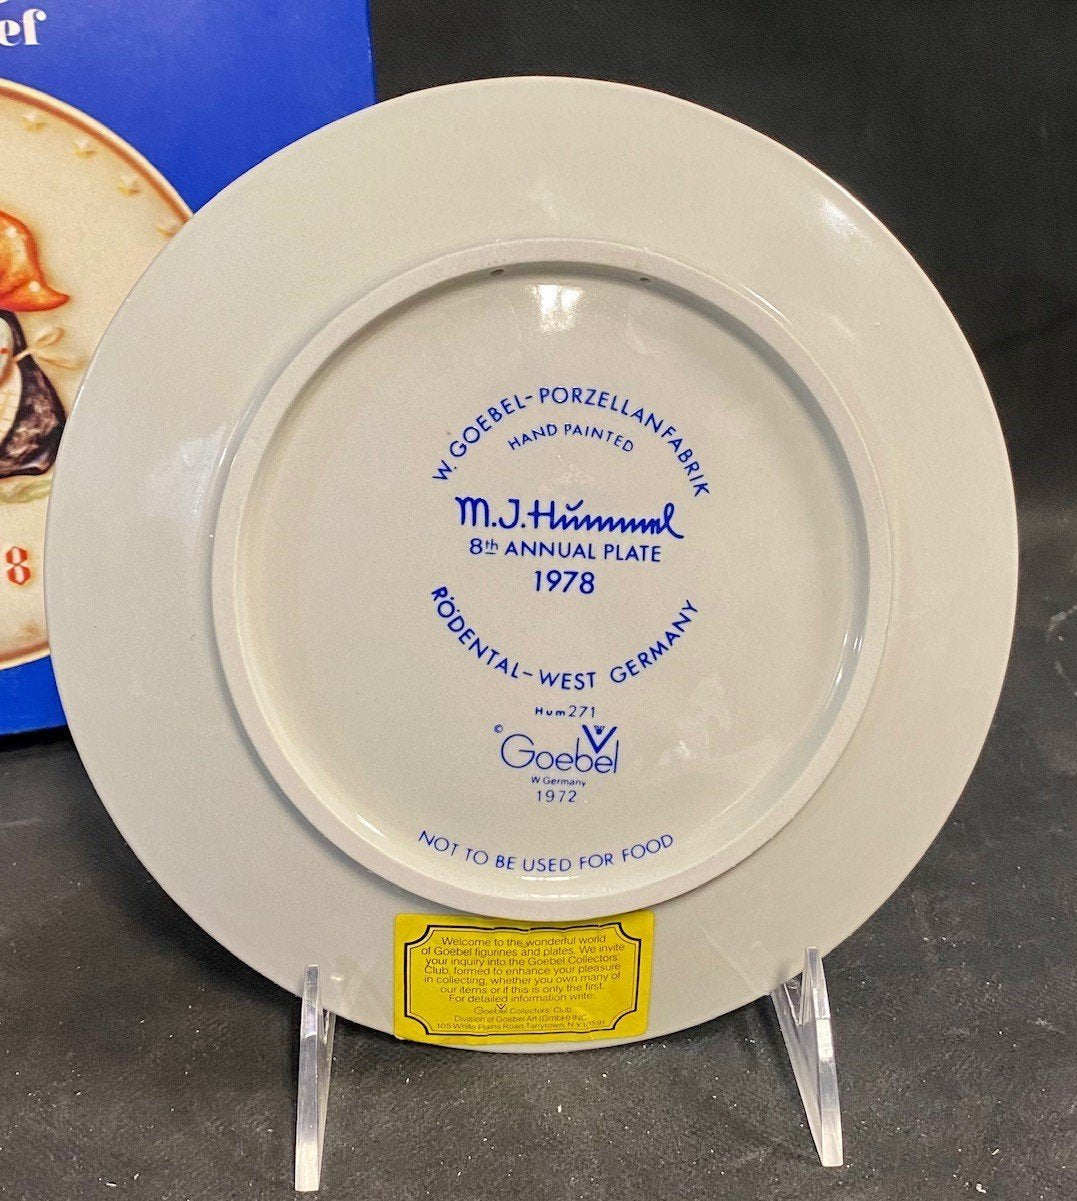 ef
8
W. GOEBEL-PORZELLANFABRIK
HAND PAINTED
M.J.Hümmel
8th ANNUAL PLATE
1978
RÖDENTAL-WEST GERMANY
Hum271
© Goebel
W.Germany
1972
NOT TO BE USED FOR FOOD
Welcome to the wonderful world
of Goebel figurines and plates. We invite
your inquiry into the Goebel Collectors'
Club, formed to enhance your pleasure
in collecting, whether you own many of
our items or if this is only the first.
For detailed information write:
Goebel Collectors' Club
Division of Goebel Art (GmbH) INC.
105 White Plains Road, Tarrytown, N.Y. 10591